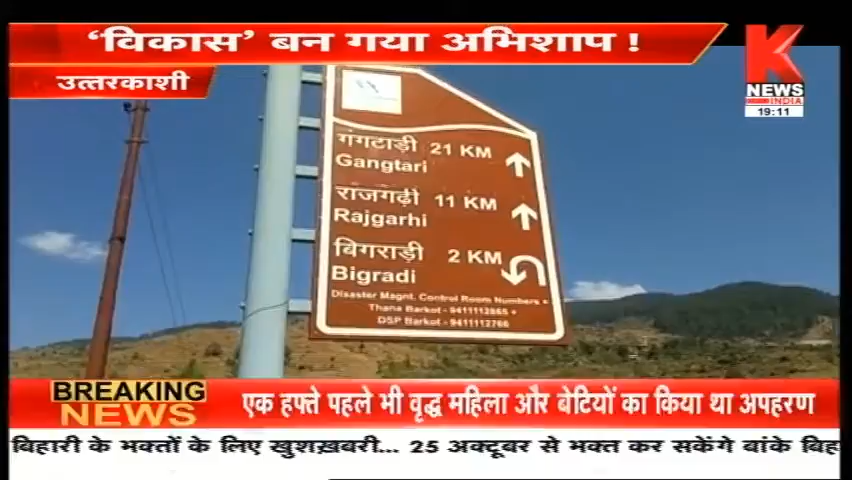 ‘विकास’ बन गया अभिशाप !
उत्तरकाशी
K
NEWS
INDIA
19:11
गंगटाड़ी 21 KM
Gangtari
राजगढ़ी 11 KM
Rajgarhi
बिगराड़ी 2 KM
Bigradi
Disaster Magnt. Control Room Numbers +
Thana Barkot - 9411112865 +
DSP Barkot - 9411112766
BREAKING
NEWS
एक हफ्ते पहले भी वृद्ध महिला और बेटियों का किया था अपहरण
बिहारी के भक्तों के लिए खुशखबरी... 25 अक्टूबर से भक्त कर सकेंगे बांके बिह